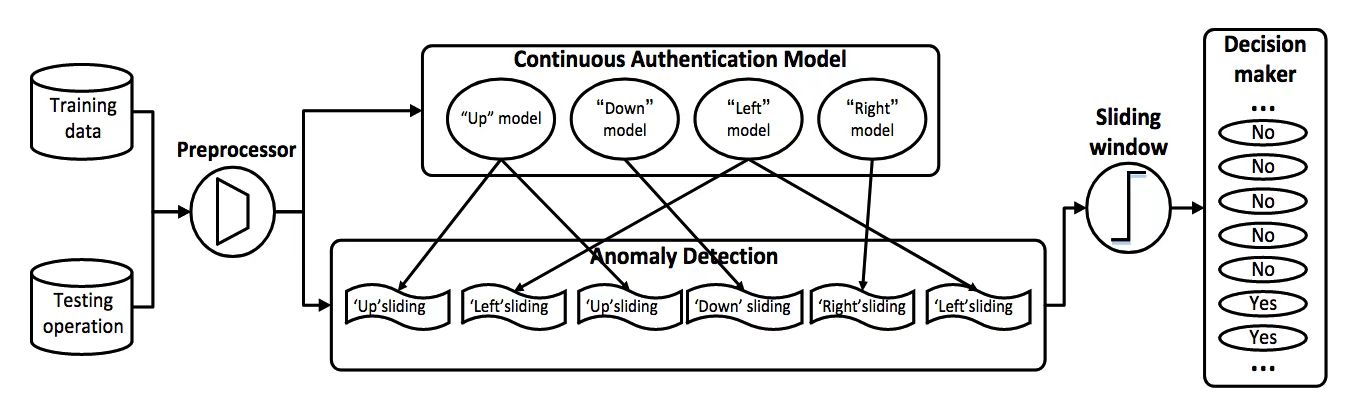 Training
data
Testing
operation
Preprocessor
Continuous Authentication Model
“Up” model
“Down”
model
“Left”
model
“Right”
model
Anomaly Detection
‘Up’sliding
‘Left’sliding
‘Up’sliding
‘Down’ sliding
‘Right’sliding
‘Left’sliding
Sliding
window
Decision
maker
...
No
No
No
No
No
Yes
Yes
...